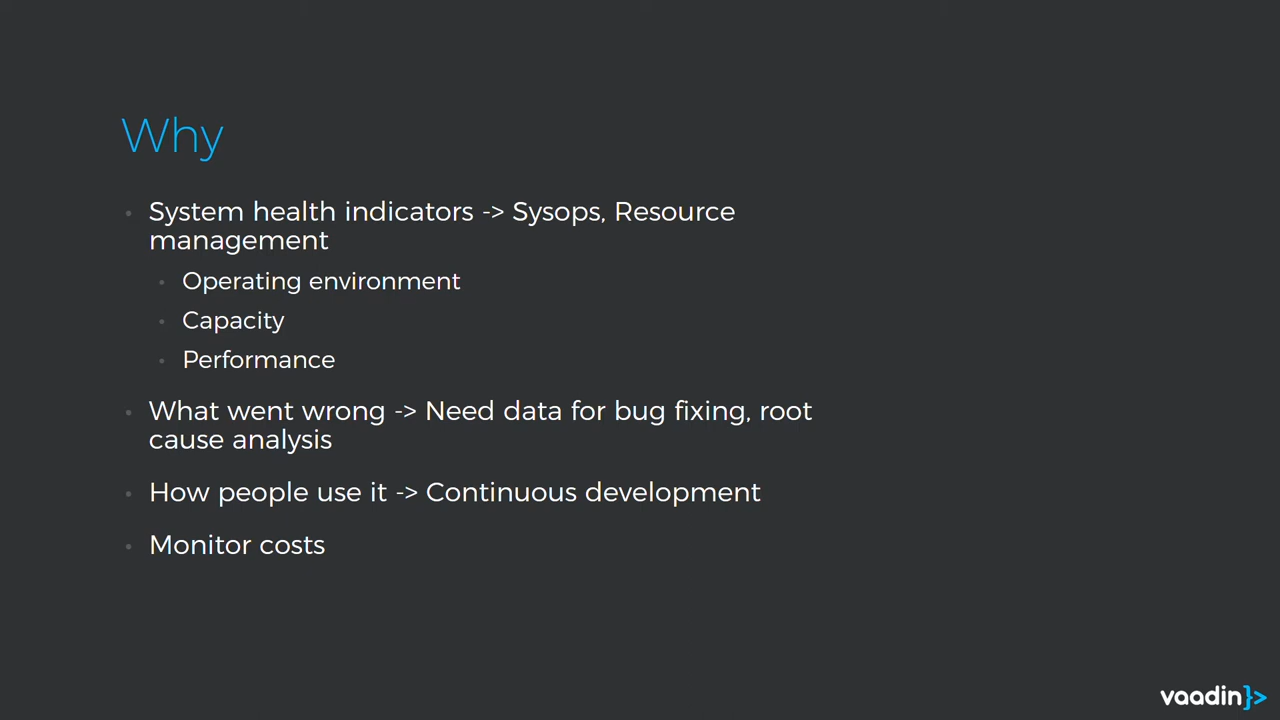 Why
• System health indicators -> Sysops, Resource
management
• Operating environment
• Capacity
• Performance
• What went wrong -> Need data for bug fixing, root
cause analysis
• How people use it -> Continuous development
• Monitor costs
vaadin}>